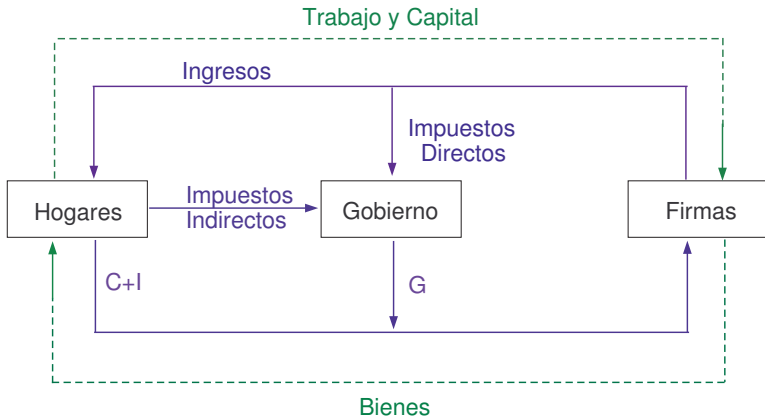 Trabajo y Capital
Ingresos
Impuestos
Directos
Hogares
Impuestos
Indirectos
Gobierno
Firmas
C+I
G
Bienes